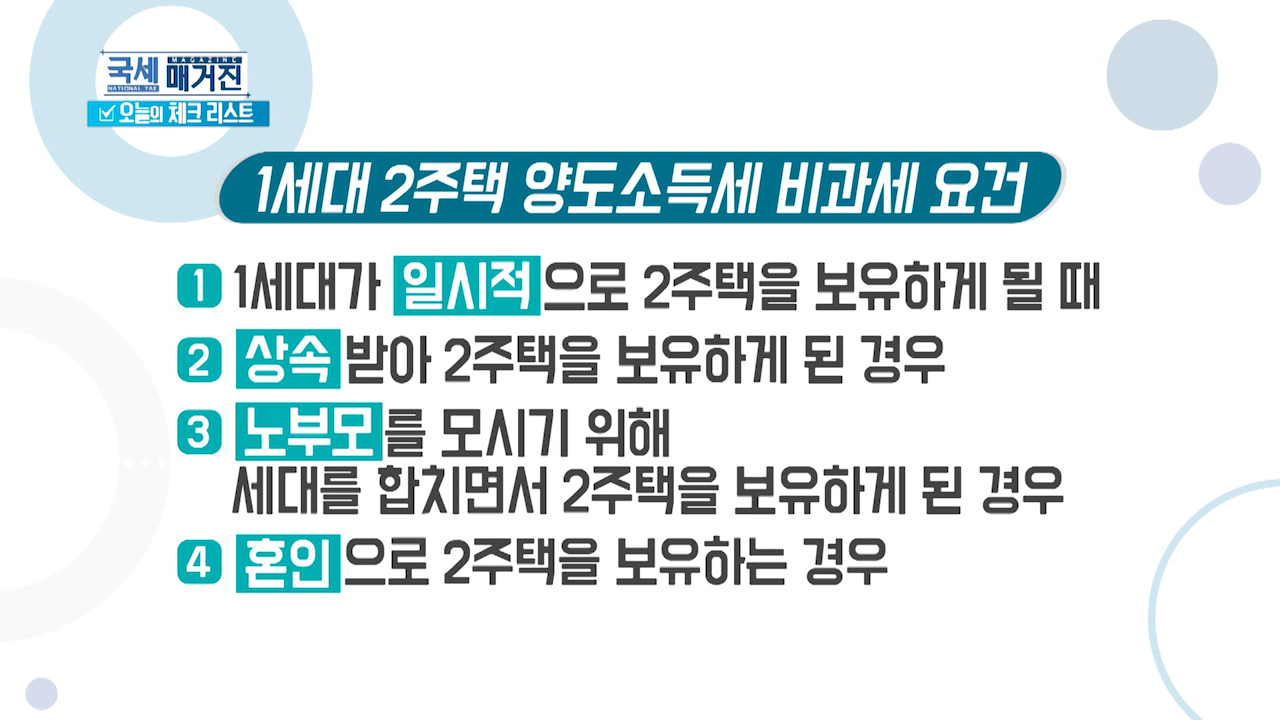 국세 MAGAZINE 매거진
NATIONAL TAX
오늘의 체크 리스트
1세대 2주택 양도소득세 비과세 요건
1 1세대가 일시적으로 2주택을 보유하게 될 때
2 상속받아 2주택을 보유하게 된 경우
3 노부모를 모시기 위해
세대를 합치면서 2주택을 보유하게 된 경우
4 혼인으로 2주택을 보유하는 경우